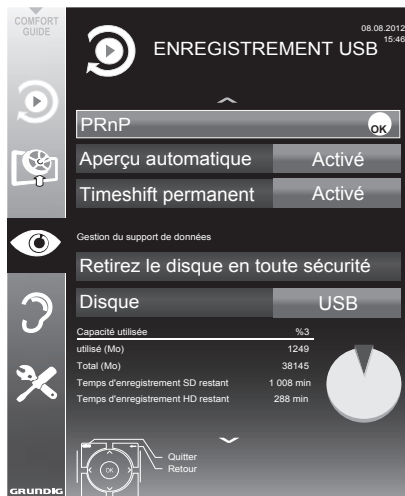 COMFORT
GUIDE
ENREGISTREMENT USB
08.08.2012
15:46
PRnP
OK
Aperçu automatique Activé
Timeshift permanent Activé
Gestion du support de données
Retirez le disque en toute sécurité
Disque USB
Capacité utilisée %3
utilisé (Mo) 1249
Total (Mo) 38145
Temps d'enregistrement SD restant 1 008 min
Temps d'enregistrement HD restant 288 min
Quitter
Retour
OK
GRUNDIG